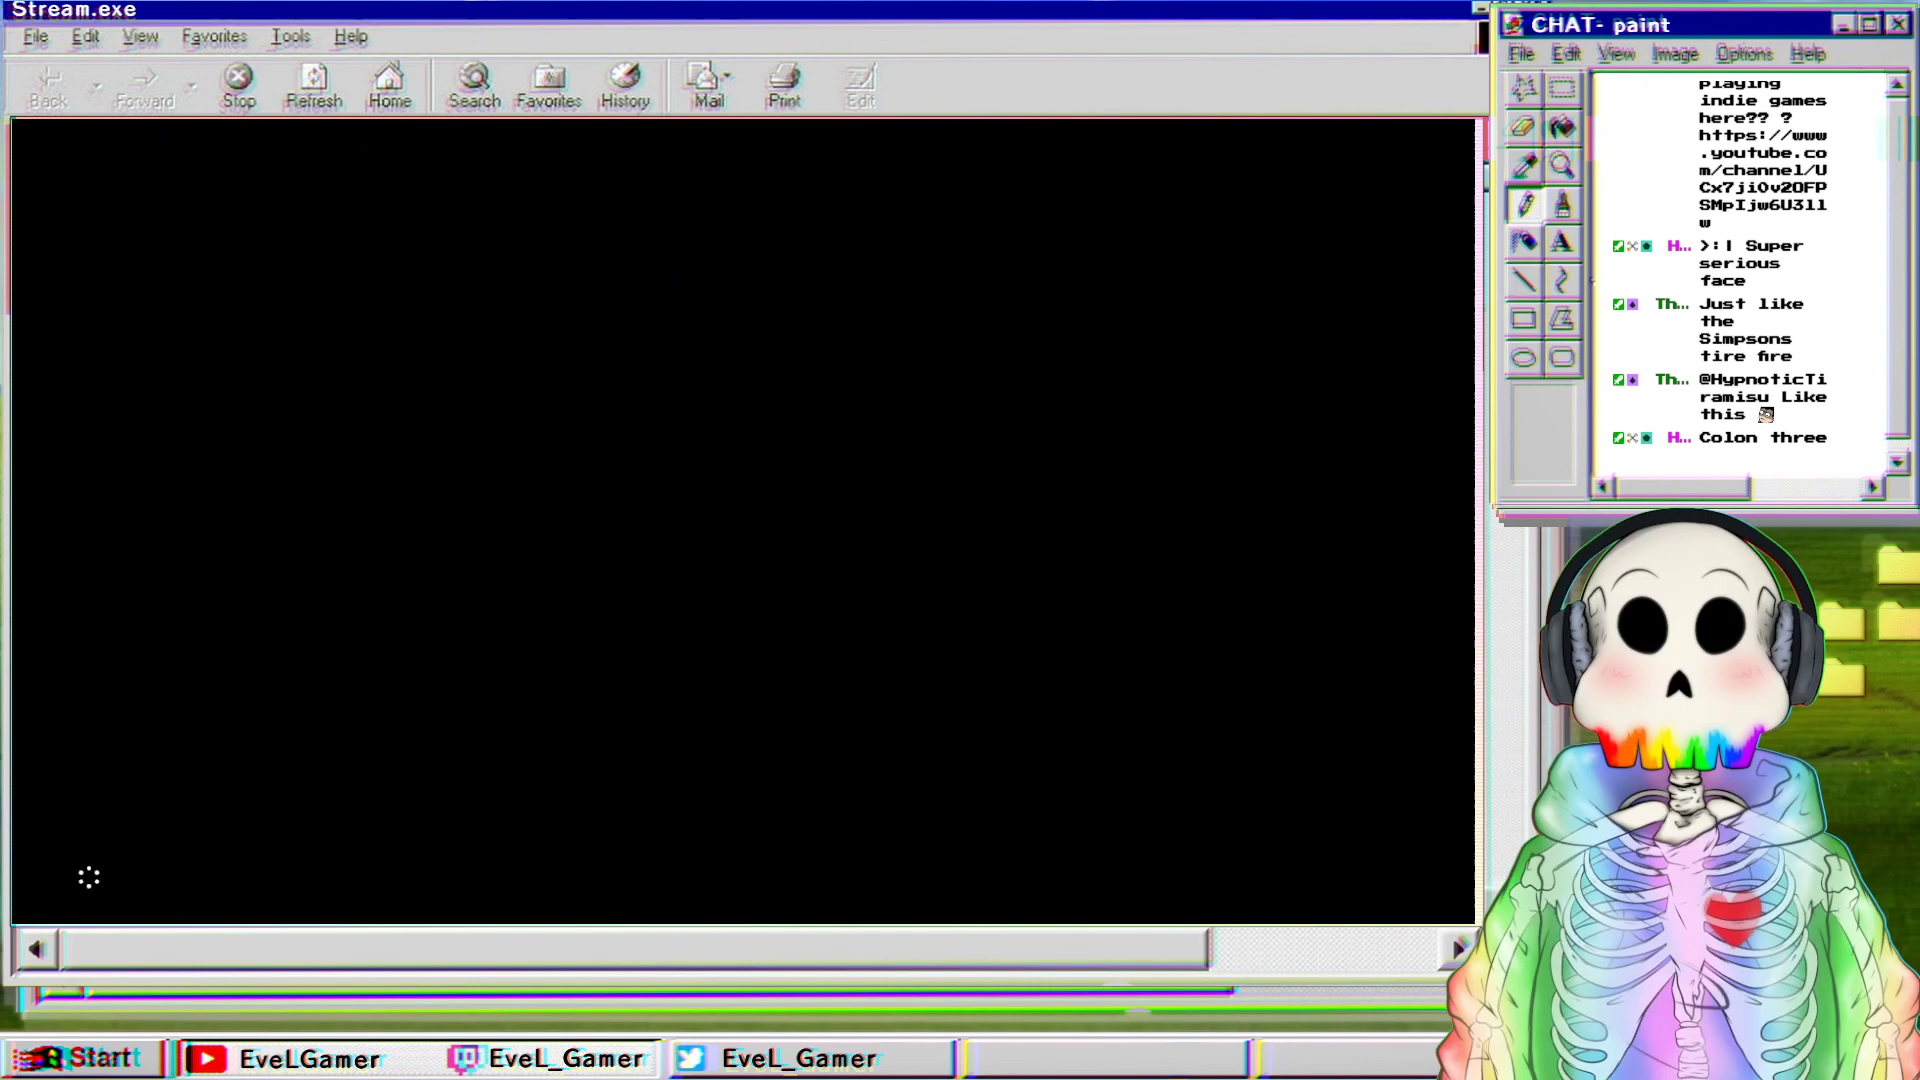 Stream.exe
File Edit View Favorites Tools Help
Back Forward Stop Refresh Home Search Favorites History Mail Print Edit
CHAT- paint
File Edit View Image Options Help
playing
indie games
here?? ?
https://www
.youtube.co
m/channel/U
Cx7ji0v2OFP
SMpIjw6U3ll
w
H... >:| Super
serious
face
Th... Just like
the
Simpsons
tire fire
Th... @HypnoticTi
ramisu Like
this
H... Colon three
Start EveLGamer EveL_Gamer EveL_Gamer